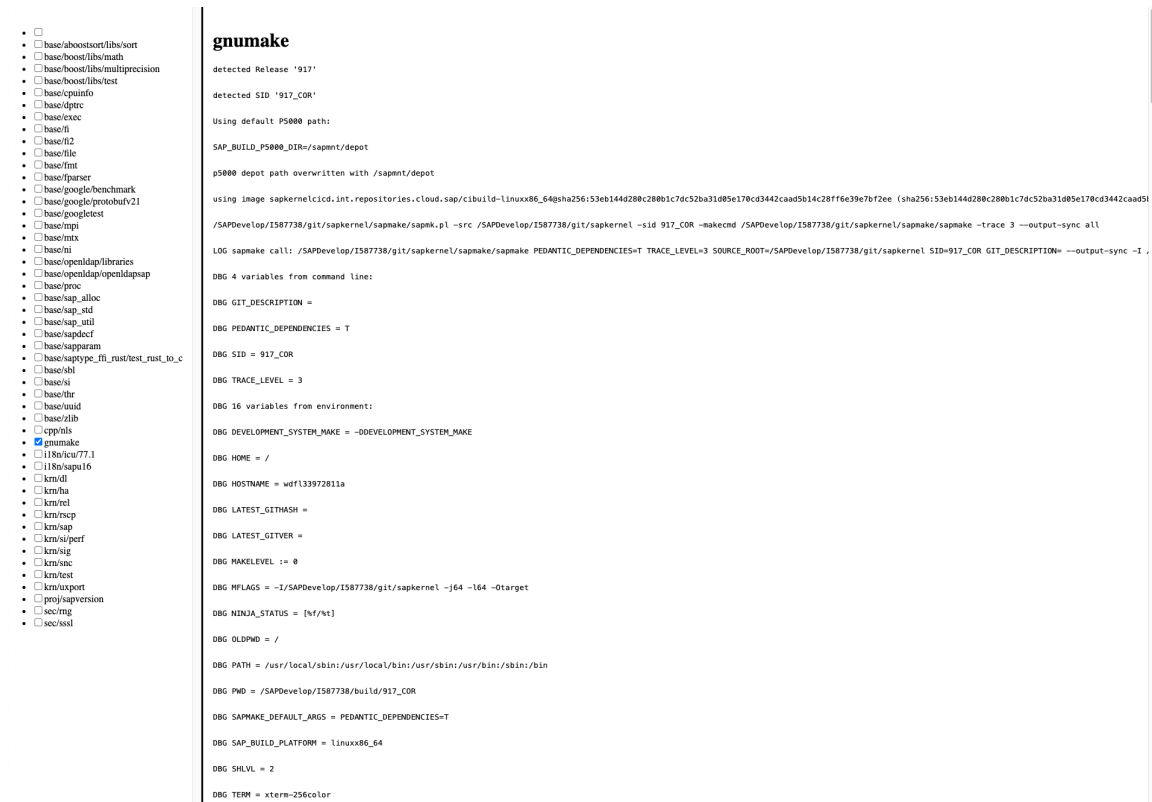 base/aboostsort/libs/sort
base/boost/libs/math
base/boost/libs/multiprecision
base/boost/libs/test
base/cpuinfo
base/dptrc
base/exec
base/fi
base/fi2
base/file
base/fmt
base/fparser
base/google/benchmark
base/google/protobufv21
base/googletest
base/mpi
base/mtx
base/ni
base/openldap/libraries
base/openldap/openldapsap
base/proc
base/sap_alloc
base/sap_std
base/sap_util
base/sapdecf
base/sapparam
base/saptype_ffi_rust/test_rust_to_c
base/sbl
base/si
base/thr
base/uuid
base/zlib
cpp/nls
gnumake
i18n/icu/77.1
i18n/sapu16
krn/dl
krn/ha
krn/rel
krn/rscp
krn/sap
krn/si/perf
krn/sig
krn/snc
krn/test
krn/uxport
proj/sapversion
sec/rng
sec/sssl
gnumake
detected Release '917'
detected SID '917_COR'
Using default P5000 path:
SAP_BUILD_P5000_DIR=/sapmnt/depot
p5000 depot path overwritten with /sapmnt/depot
using image sapkernelcicd.int.repositories.cloud.sap/cibuild-linuxx86_64@sha256:53eb144d280c280b1c7dc52ba31d05e170cd3442caad5b14c28ff6e39e7bf2ee (sha256:53eb144d280c280b1c7dc52ba31d05e170cd3442caad5
/SAPDevelop/I587738/git/sapkernel/sapmake/sapmk.pl -src /SAPDevelop/I587738/git/sapkernel -sid 917_COR -makecmd /SAPDevelop/I587738/git/sapkernel/sapmake/sapmake -trace 3 --output-sync all
LOG sapmake call: /SAPDevelop/I587738/git/sapkernel/sapmake/sapmake PEDANTIC_DEPENDENCIES=T TRACE_LEVEL=3 SOURCE_ROOT=/SAPDevelop/I587738/git/sapkernel SID=917_COR GIT_DESCRIPTION= --output-sync -I /
DBG 4 variables from command line:
DBG GIT_DESCRIPTION =
DBG PEDANTIC_DEPENDENCIES = T
DBG SID = 917_COR
DBG TRACE_LEVEL = 3
DBG 16 variables from environment:
DBG DEVELOPMENT_SYSTEM_MAKE = -DDEVELOPMENT_SYSTEM_MAKE
DBG HOME = /
DBG HOSTNAME = wdfl33972811a
DBG LATEST_GITHASH =
DBG LATEST_GITVER =
DBG MAKELEVEL := 0
DBG MFLAGS = -I/SAPDevelop/I587738/git/sapkernel -j64 -l64 -Otarget
DBG NINJA_STATUS = [%f/%t]
DBG OLDPWD = /
DBG PATH = /usr/local/sbin:/usr/local/bin:/usr/sbin:/usr/bin:/sbin:/bin
DBG PWD = /SAPDevelop/I587738/build/917_COR
DBG SAPMAKE_DEFAULT_ARGS = PEDANTIC_DEPENDENCIES=T
DBG SAP_BUILD_PLATFORM = linuxx86_64
DBG SHLVL = 2
DBG TERM = xterm-256color